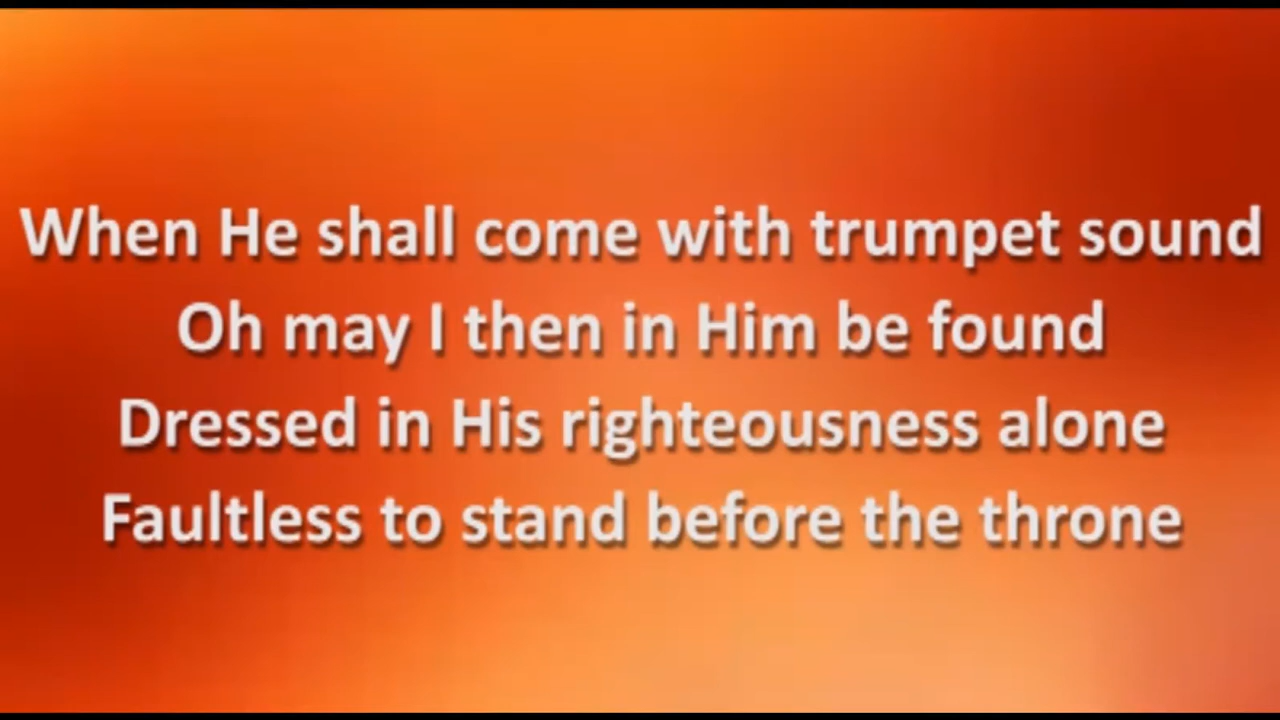 When He shall come with trumpet sound
Oh may I then in Him be found
Dressed in His righteousness alone
Faultless to stand before the throne